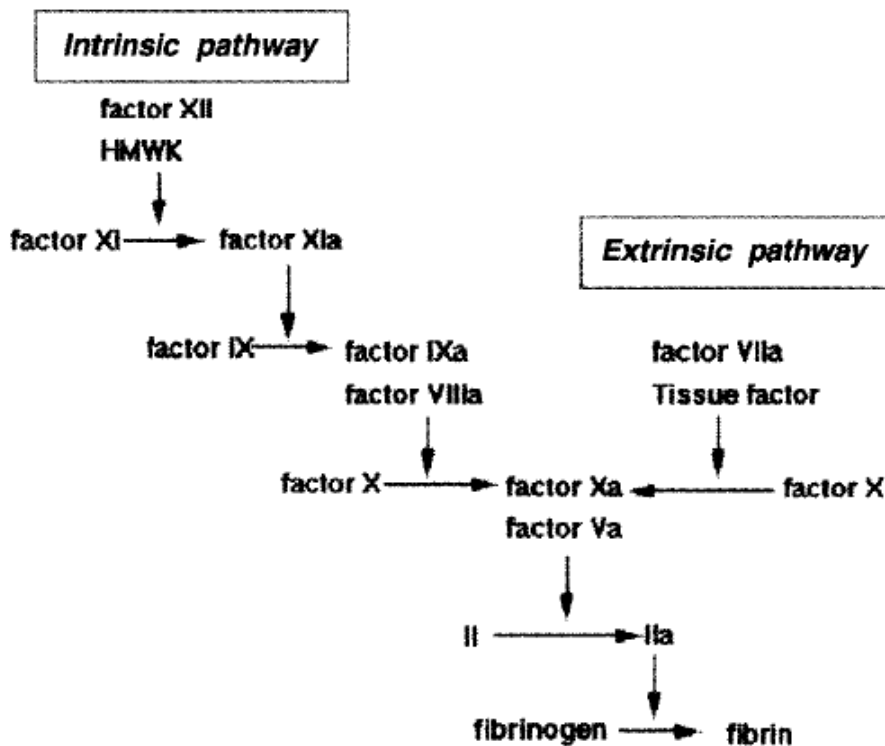 Intrinsic pathway
factor XII
HMWK
factor XI
factor XIa
Extrinsic pathway
factor IX
factor IXa
factor VIIIa
factor VIIa
Tissue factor
factor X
factor Xa
factor X
factor Va
II
IIa
fibrinogen
fibrin